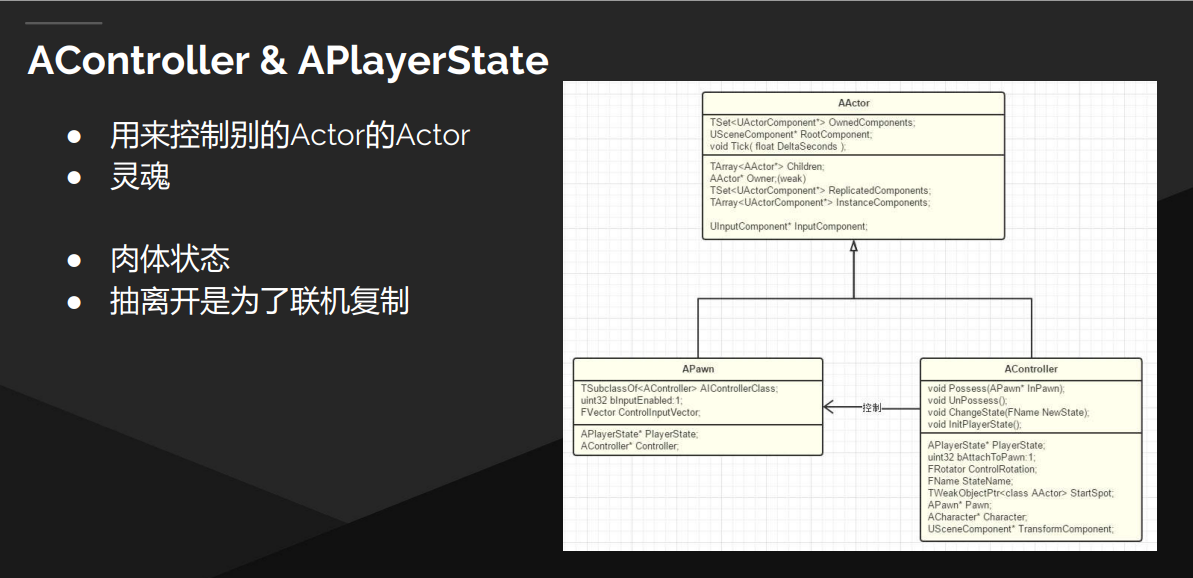 AController & APlayerState
● 用来控制别的Actor的Actor
● 灵魂
● 肉体状态
● 抽离开是为了联机复制
AActor
TSet<UActorComponent*> OwnedComponents;
USceneComponent* RootComponent;
void Tick( float DeltaSeconds );
TArray<AActor*> Children;
AActor* Owner;(weak)
TSet<UActorComponent*> ReplicatedComponents;
TArray<UActorComponent*> InstanceComponents;
UInputComponent* InputComponent;
APawn
TSubclassOf<AController> AIControllerClass;
uint32 bInputEnabled:1;
FVector ControlInputVector;
APlayerState* PlayerState;
AController* Controller;
控制
AController
void Possess(APawn* InPawn);
void UnPossess();
void ChangeState(FName NewState);
void InitPlayerState();
APlayerState* PlayerState;
uint32 bAttachToPawn:1;
FRotator ControlRotation;
FName StateName;
TWeakObjectPtr<class AActor> StartSpot;
APawn* Pawn;
ACharacter* Character;
USceneComponent* TransformComponent;